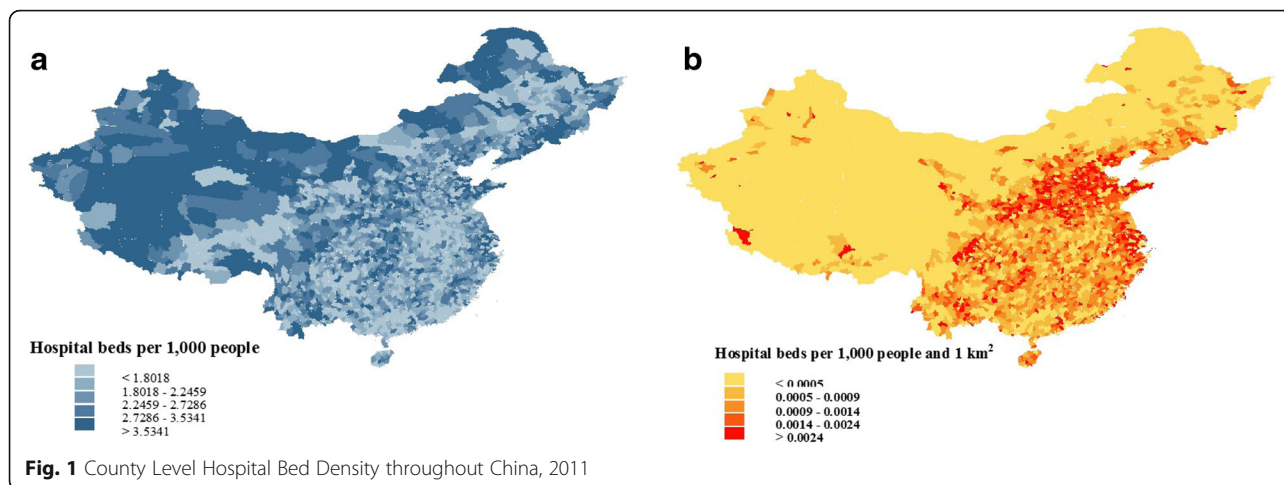 a
b
Hospital beds per 1,000 people
< 1.8018
1.8018 - 2.2459
2.2459 - 2.7286
2.7286 - 3.5341
> 3.5341
Hospital beds per 1,000 people and 1 km²
< 0.0005
0.0005 - 0.0009
0.0009 - 0.0014
0.0014 - 0.0024
> 0.0024
Fig. 1 County Level Hospital Bed Density throughout China, 2011